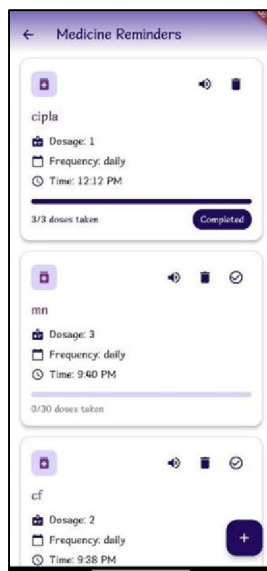 Medicine Reminders
cipla
Dosage: 1
Frequency: daily
Time: 12:12 PM
3/3 doses taken
Completed
mn
Dosage: 3
Frequency: daily
Time: 9:40 PM
0/30 doses taken
cf
Dosage: 2
Frequency: daily
Time: 9:38 PM